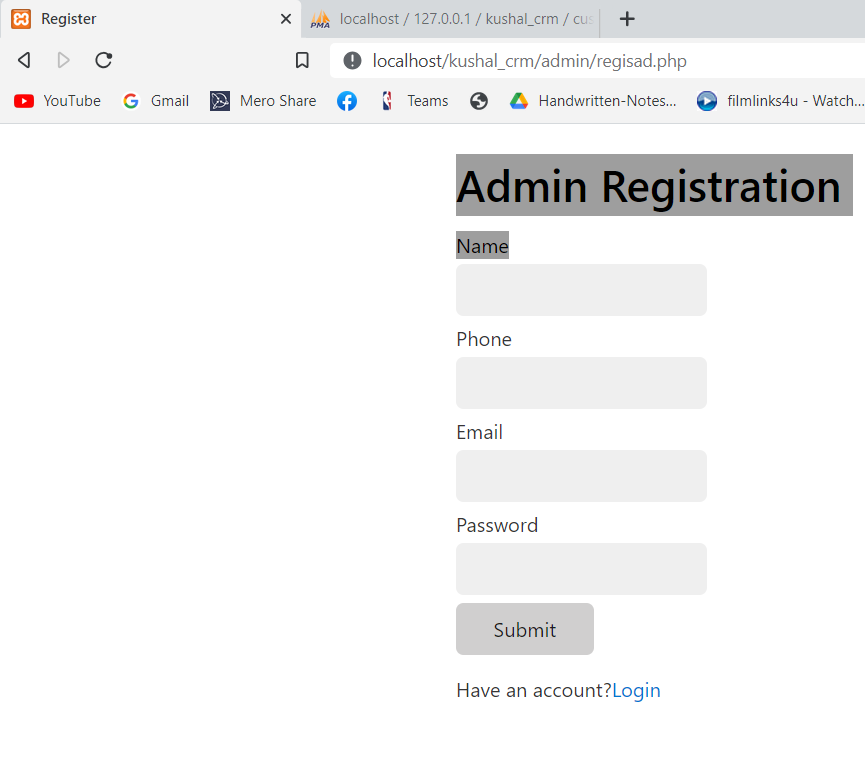 Register
PMA localhost / 127.0.0.1 / kushal_crm /
localhost/kushal_crm/admin/regisad.php
YouTube Gmail Mero Share Teams Handwritten-Notes... filmlinks4u - Watch...
Admin Registration
Name
Phone
Email
Password
Submit
Have an account?Login